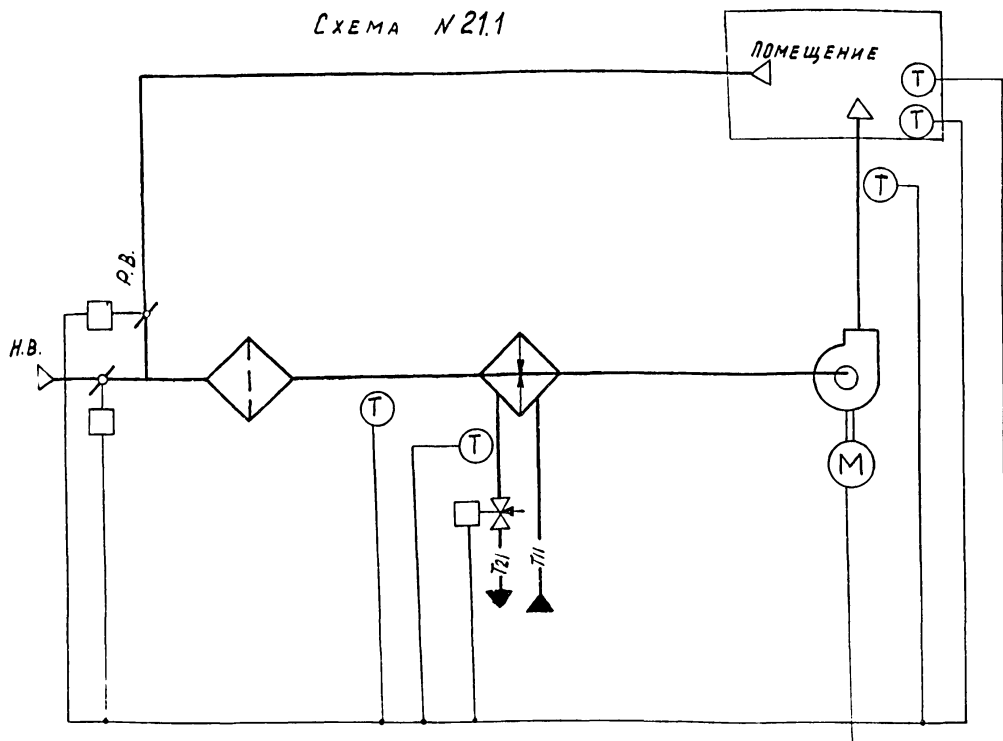 Схема N 21.1
ПОМЕЩЕНИЕ
Т
Т
Т
Р.В.
Н.В.
Т
Т
М
Т21
Т11